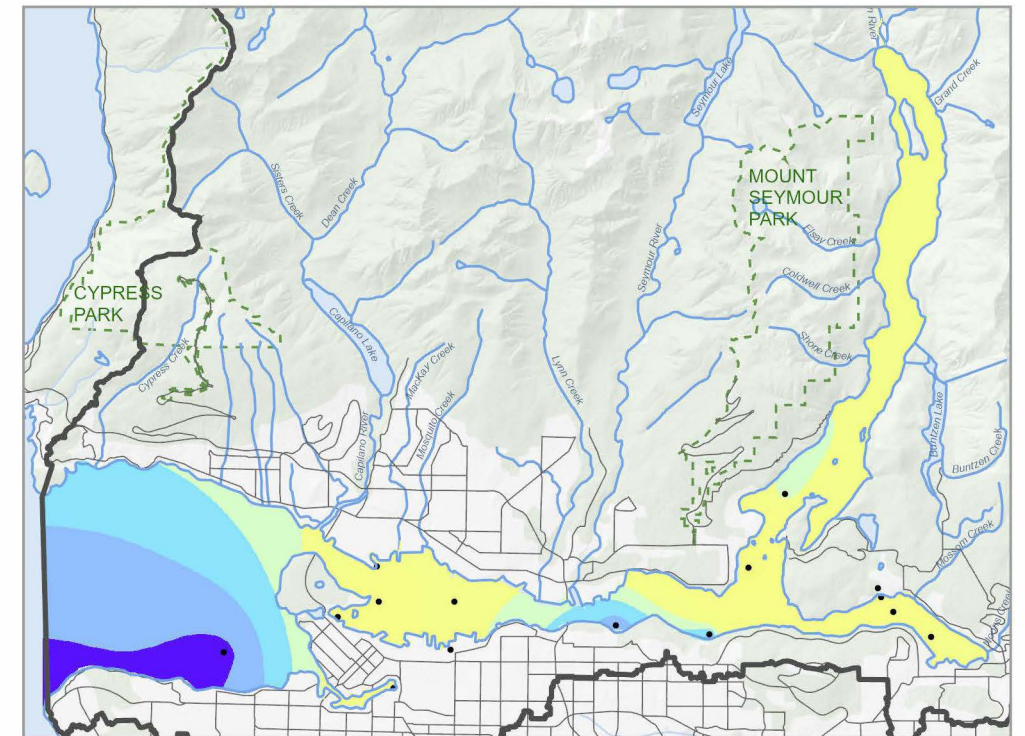 River
Grand Creek
Seymour Lake
MOUNT
SEYMOUR
PARK
Sisters Creek
Dean Creek
Elsay Creek
Seymour River
Coldwell Creek
CYPRESS
PARK
Capilano Lake
Shone Creek
Cypress Creek
MacKay Creek
Lynn Creek
Mosquito Creek
Buntzen Lake
Capilano River
Buntzen Creek
Mossom Creek
Creek